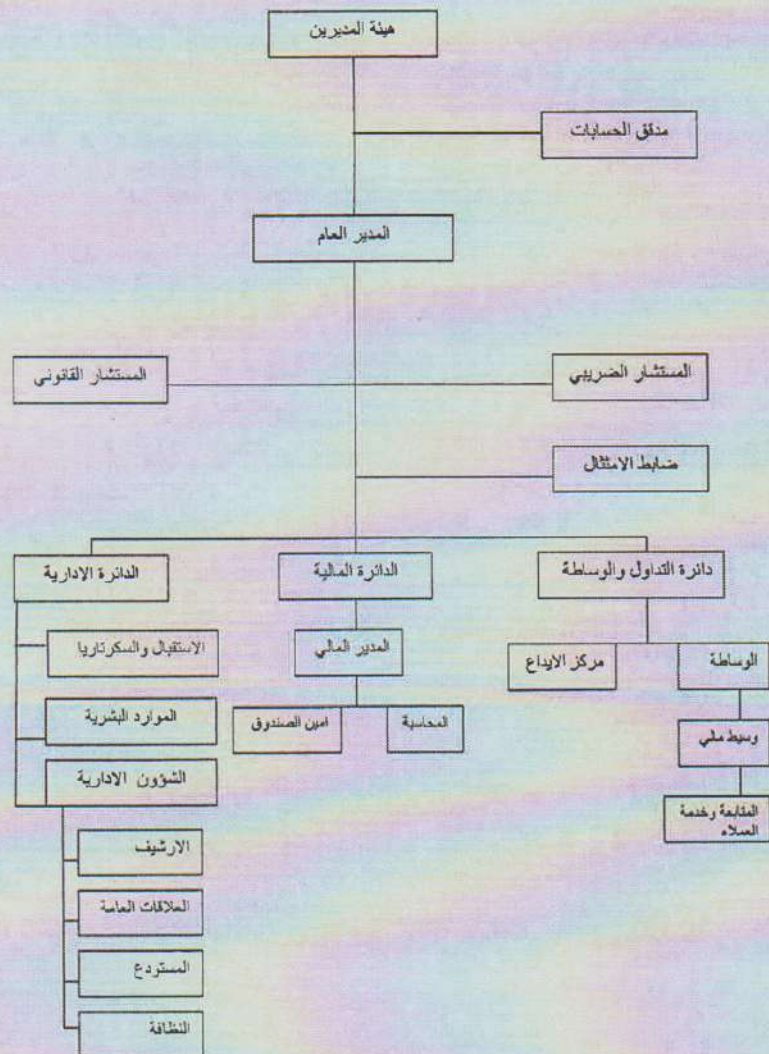 هيئة المديرين
مدقق الحسابات
المدير العام
المستشار الضريبي
المستشار القانوني
ضابط الامتثال
دائرة التداول والوساطة
الدائرة المالية
الدائرة الادارية
الوساطة
مركز الايداع
المدير المالي
الاستقبال والسكرتاريا
وسيط مالي
المحاسبة
امين الصندوق
الموارد البشرية
الشؤون الادارية
المتابعة وخدمة
العملاء
الارشيف
العلاقات العامة
المستودع
النظافة